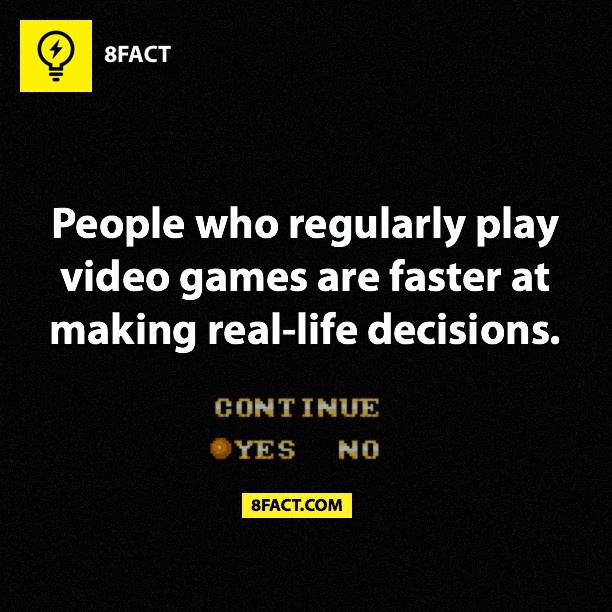 8FACT
People who regularly play
video games are faster at
making real-life decisions.
CONTINUE
YES NO
8FACT.COM